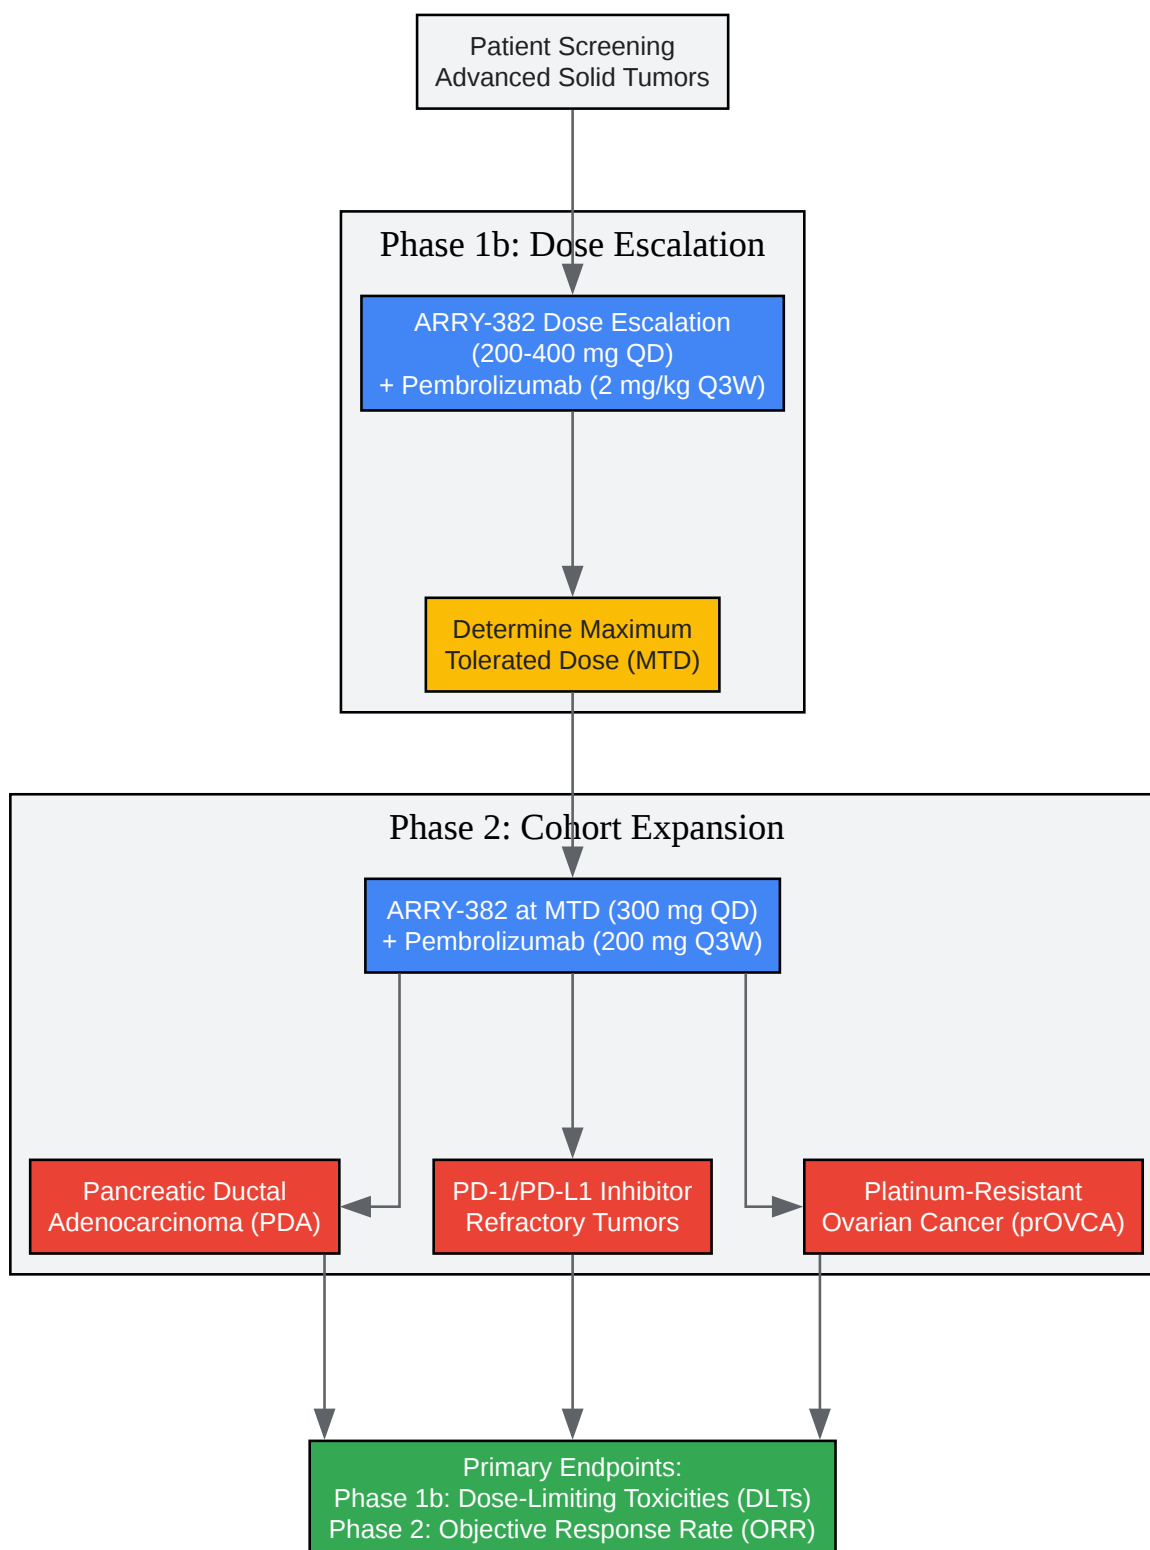 Patient Screening
Advanced Solid Tumors
Phase 1b: Dose Escalation
ARRY-382 Dose Escalation
(200-400 mg QD)
+ Pembrolizumab (2 mg/kg Q3W)
Determine Maximum
Tolerated Dose (MTD)
Phase 2: Cohort Expansion
ARRY-382 at MTD (300 mg QD)
+ Pembrolizumab (200 mg Q3W)
Pancreatic Ductal
Adenocarcinoma (PDA)
PD-1/PD-L1 Inhibitor
Refractory Tumors
Platinum-Resistant
Ovarian Cancer (prOVCA)
Primary Endpoints:
Phase 1b: Dose-Limiting Toxicities (DLTs)
Phase 2: Objective Response Rate (ORR)